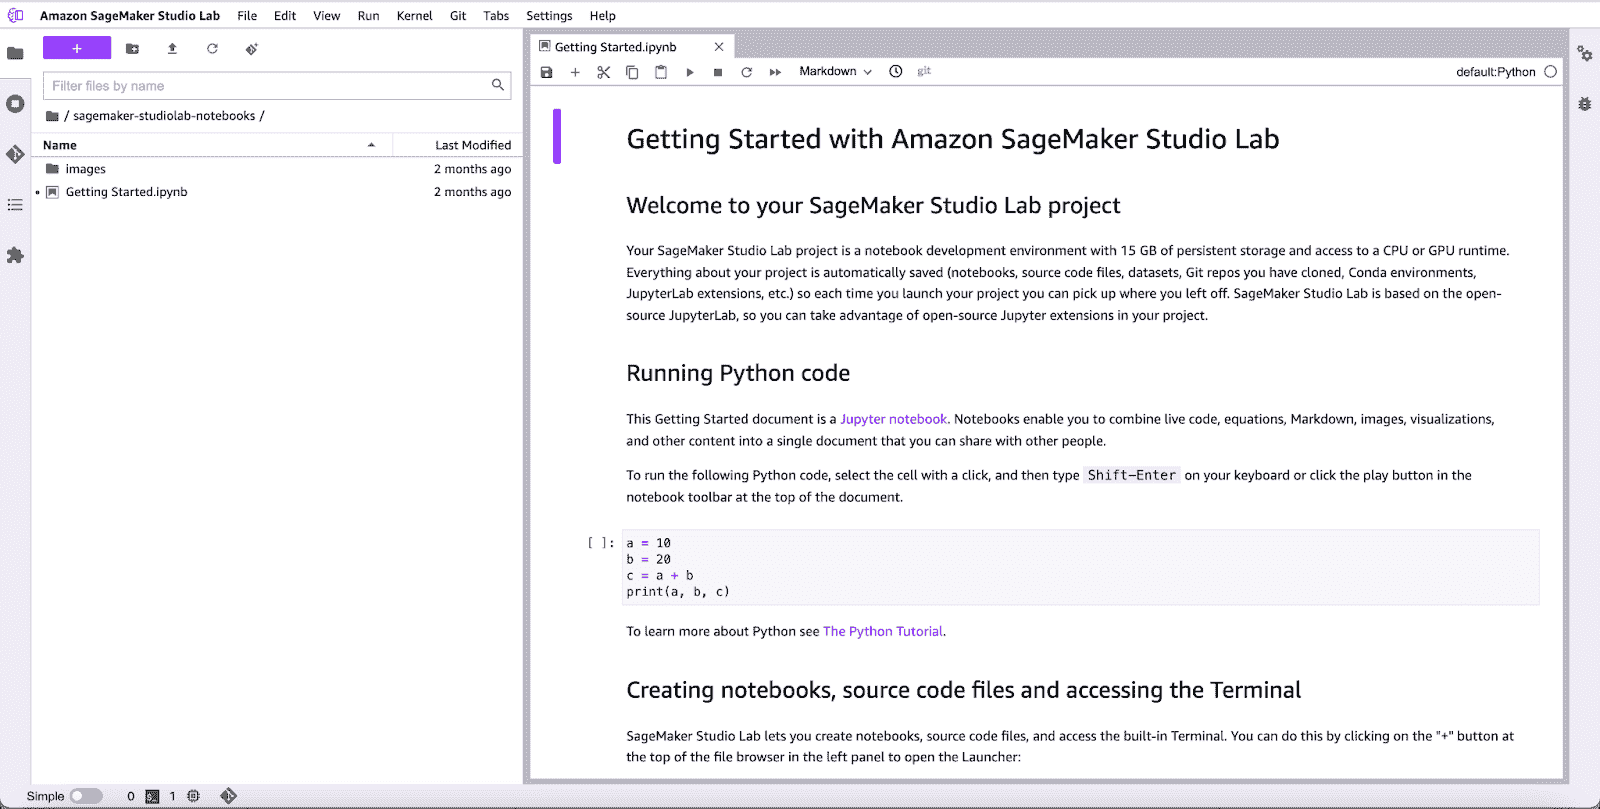 Amazon SageMaker Studio Lab File Edit View Run Kernel Git Tabs Settings Help
+
Filter files by name
/ sagemaker-studiolab-notebooks /
Name Last Modified
images 2 months ago
Getting Started.ipynb 2 months ago
Getting Started.ipynb
Markdown git default:Python
Getting Started with Amazon SageMaker Studio Lab
Welcome to your SageMaker Studio Lab project
Your SageMaker Studio Lab project is a notebook development environment with 15 GB of persistent storage and access to a CPU or GPU runtime.
Everything about your project is automatically saved (notebooks, source code files, datasets, Git repos you have cloned, Conda environments,
JupyterLab extensions, etc.) so each time you launch your project you can pick up where you left off. SageMaker Studio Lab is based on the open-
source JupyterLab, so you can take advantage of open-source Jupyter extensions in your project.
Running Python code
This Getting Started document is a Jupyter notebook. Notebooks enable you to combine live code, equations, Markdown, images, visualizations,
and other content into a single document that you can share with other people.
To run the following Python code, select the cell with a click, and then type Shift-Enter on your keyboard or click the play button in the
notebook toolbar at the top of the document.
[ ]: a = 10
b = 20
c = a + b
print(a, b, c)
To learn more about Python see The Python Tutorial.
Creating notebooks, source code files and accessing the Terminal
SageMaker Studio Lab lets you create notebooks, source code files, and access the built-in Terminal. You can do this by clicking on the "+" button at
the top of the file browser in the left panel to open the Launcher:
Simple 0 1